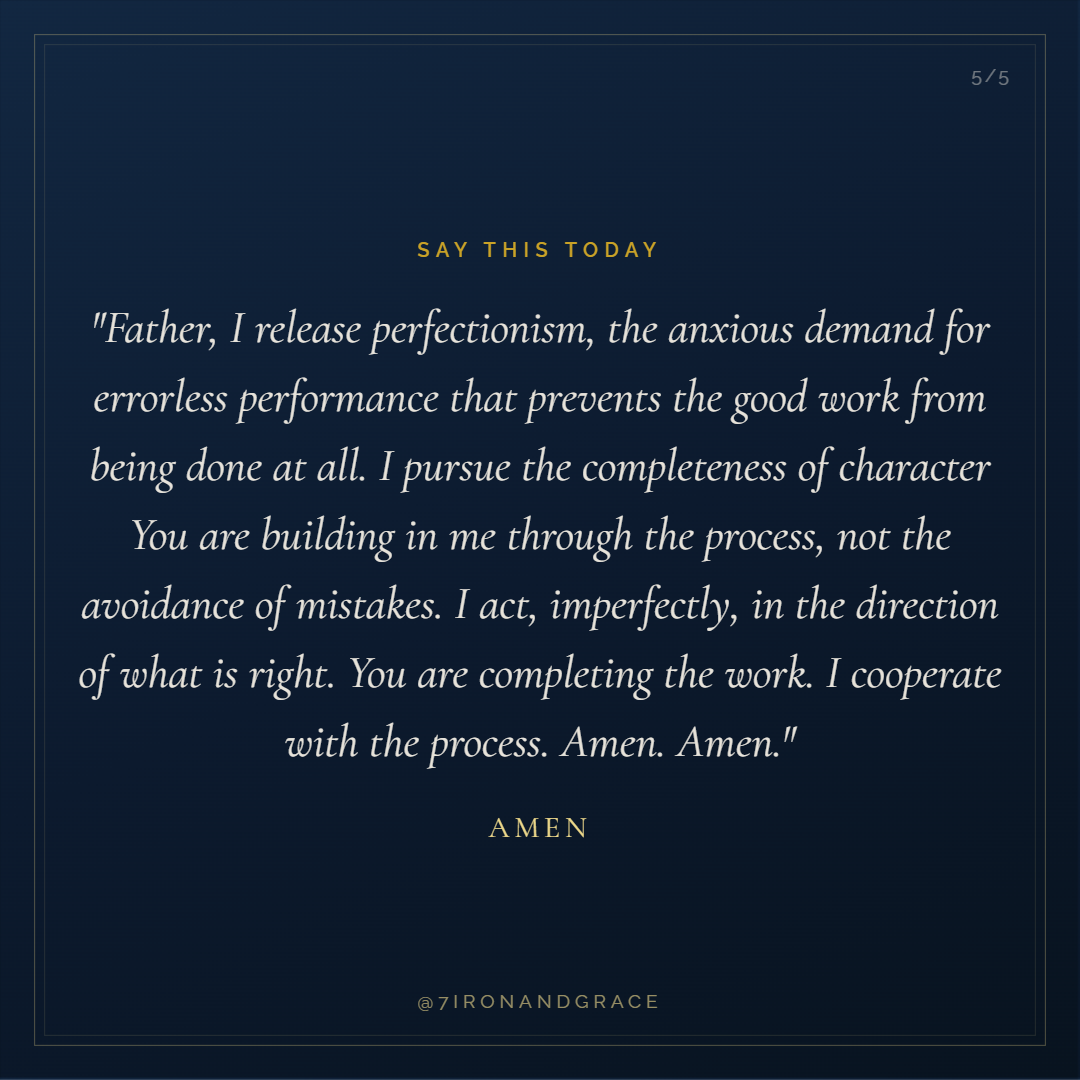 5/5
SAY THIS TODAY
"Father, I release perfectionism, the anxious demand for
errorless performance that prevents the good work from
being done at all. I pursue the completeness of character
You are building in me through the process, not the
avoidance of mistakes. I act, imperfectly, in the direction
of what is right. You are completing the work. I cooperate
with the process. Amen. Amen."
AMEN
@7IRONANDGRACE